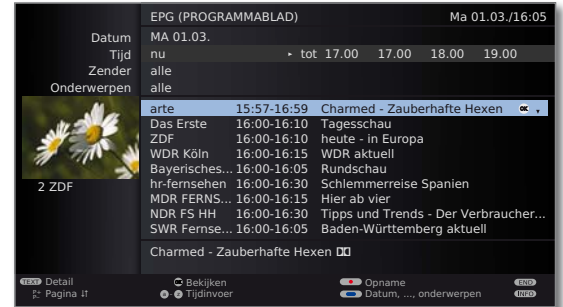 EPG (PROGRAMMABLAD) Ma 01.03./16:05
Datum MA 01.03.
Tijd nu ▸ tot 17.00 17.00 18.00 19.00
Zender alle
Onderwerpen alle
arte 15:57-16:59 Charmed - Zauberhafte Hexen OK
Das Erste 16:00-16:10 Tagesschau
ZDF 16:00-16:10 heute - in Europa
WDR Köln 16:00-16:15 WDR aktuell
Bayerisches... 16:00-16:05 Rundschau
hr-fernsehen 16:00-16:30 Schlemmerreise Spanien
MDR FERNS... 16:00-16:15 Hier ab vier
NDR FS HH 16:00-16:30 Tipps und Trends - Der Verbraucher...
SWR Fernse... 16:00-16:05 Baden-Württemberg aktuell
2 ZDF
Charmed - Zauberhafte Hexen
TEXT Detail OK Bekijken Opname END
P+ P- Pagina ↓↑ 0-9 Tijdinvoer Datum, ..., onderwerpen INFO